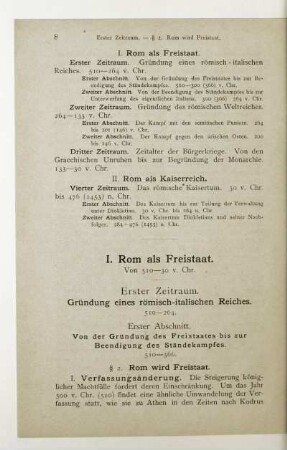 8 Erster Zeitraum. — § 2. Rom wird Freistaat.
I. Rom als Freistaat.
Erster Zeitraum. Gründung eines römisch-italischen
Reiches. 510—264 v. Chr.
Erster Abschnitt. Von der Gründung des Freistaates bis zur Be-
endigung des Ständekampfes. 510—300 (366) v. Chr.
Zweiter Abschnitt. Von der Beendigung des Ständekampfes bis zur
Unterwerfung des eigentlichen Italiens. 300 (366) 264 v. Chr.
Zweiter Zeitraum. Gründung des römischen Weltreiches.
264—133 v. Chr.
Erster Abschnitt. Der Kampf mit den Puniern. 264
bis 201 (146) v. Chr.
Zweiter Abschnitt. Der Kampf gegen den Osten. 200
bis 146 v. Chr.
Dritter Zeitraum. Zeitalter der Bürgerkriege. Von den
Gracchischen Unruhen bis zur Begründung der Monarchie.
133—30 v. Chr.
II. Rom als Kaiserreich.
Vierter Zeitraum. Das römische Kaisertum. 30 v. Chr.
bis 476 (1453) n. Chr.
Erster Abschnitt. Das Kaisertum bis zur Teilung der Verwaltung
unter Diokletian. 30 v. Chr. bis 284 n. Chr.
Zweiter Abschnitt. Das Kaisertum Diokletians und seiner Nach-
folger. 284—476 (1453) n. Chr.
I. Rom als Freistaat.
Von 510—30 v. Chr.
Erster Zeitraum.
Gründung eines römisch-italischen Reiches.
510—264.
Erster Abschnitt.
Von der Gründung des Freistaates bis zur
Beendigung des Ständekampfes.
510—366.
§ 2. Rom wird Freistaat.
1. Verfassungsänderung. Die Steigerung könig-
licher Machtfülle fordert deren Einschränkung. Um das Jahr
500 v. Chr. (510) findet eine ähnliche Umwandlung der Ver-
fassung statt, wie sie zu Athen in den Zeiten nach Kodrus